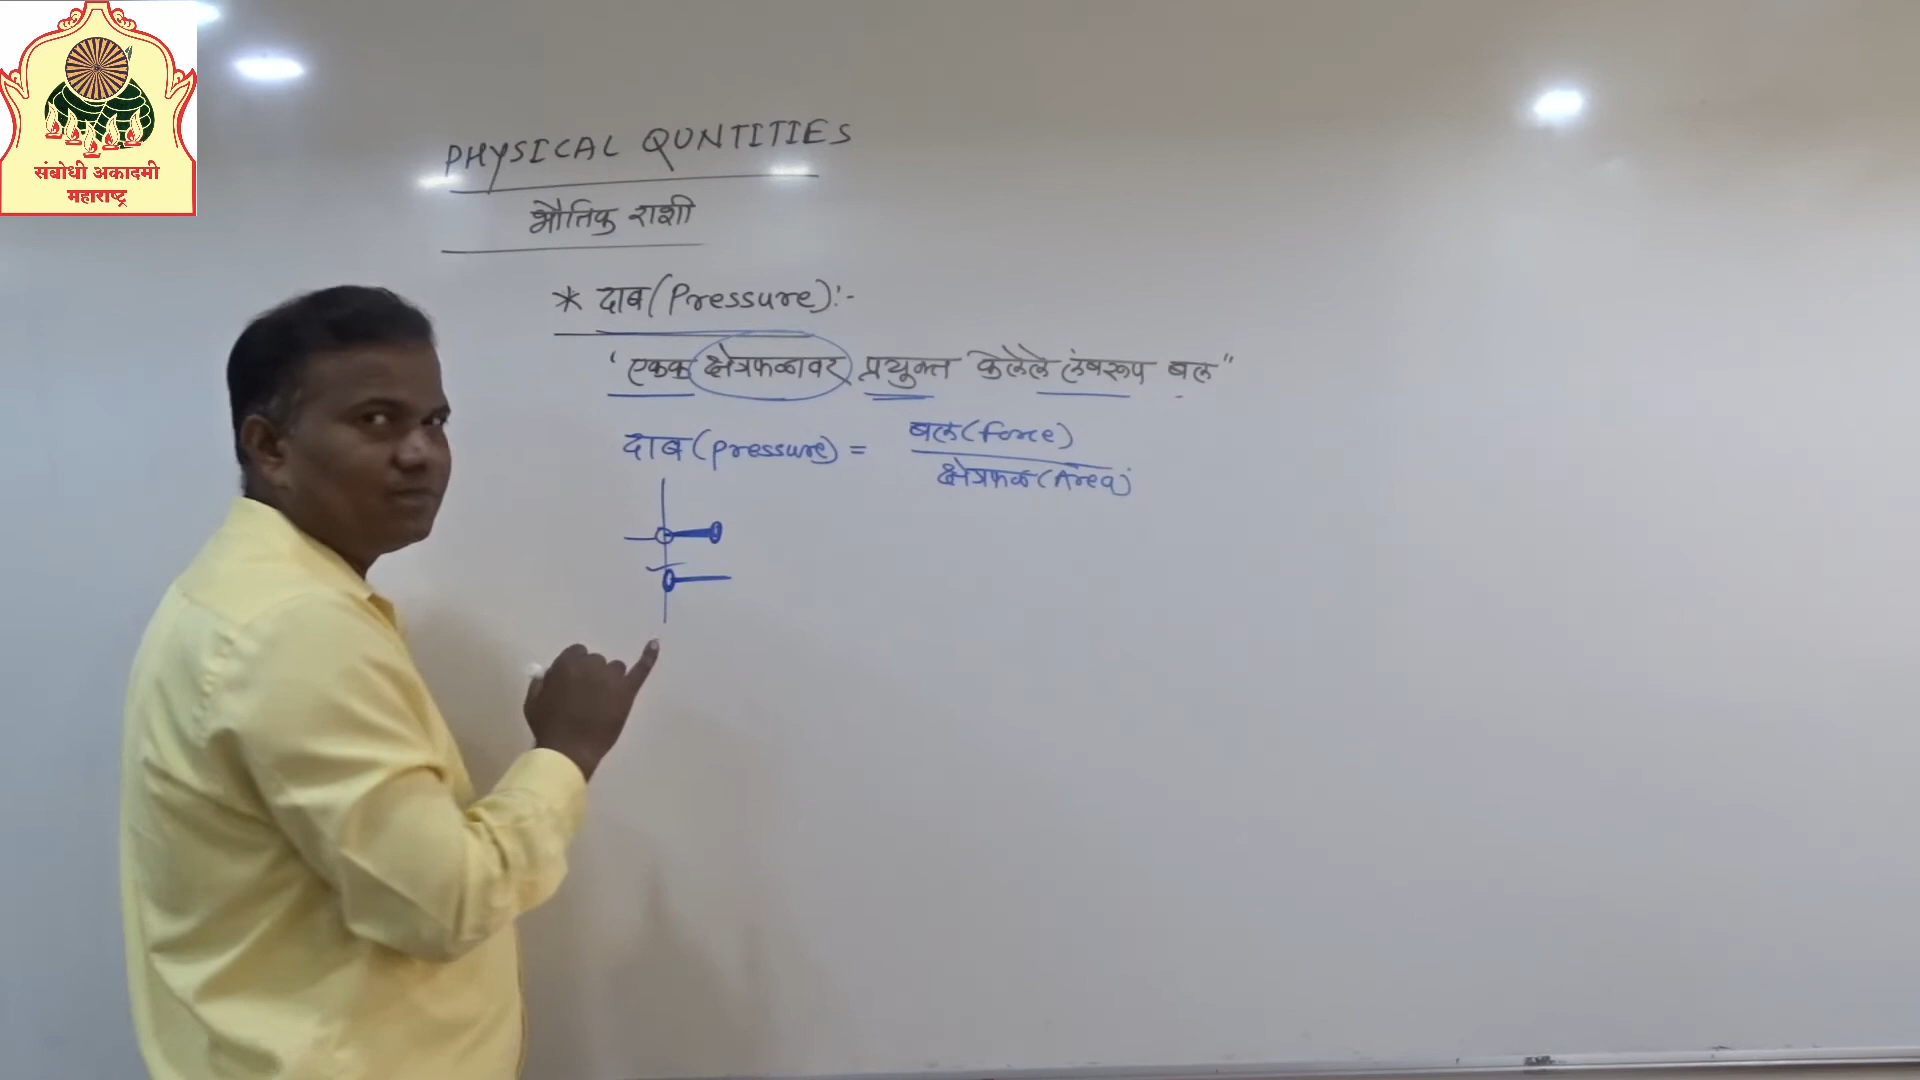 संबोधी अकादमी
महाराष्ट्र
PHYSICAL QUNTITIES
भौतिक राशी
* दाब (Pressure):-
"एकक क्षेत्रफळावर प्रयुक्त केलेले लंबरूप बल"
दाब (pressure) = बल (force)
क्षेत्रफळ (Area)